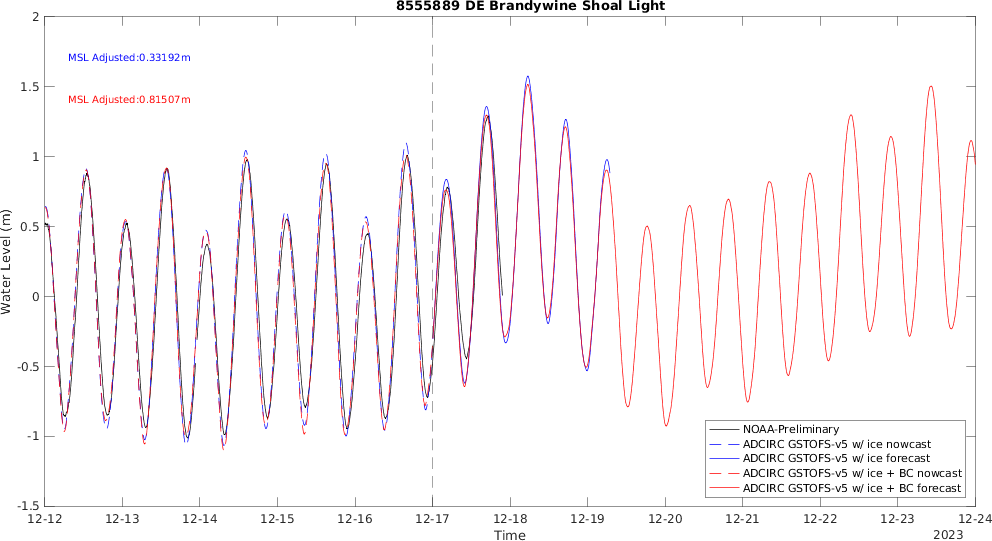 8555889 DE Brandywine Shoal Light
MSL Adjusted:0.33192m
MSL Adjusted:0.81507m
Water Level (m)
2
1.5
1
0.5
0
-0.5
-1
-1.5
NOAA-Preliminary
ADCIRC GSTOFS-v5 w/ ice nowcast
ADCIRC GSTOFS-v5 w/ ice forecast
ADCIRC GSTOFS-v5 w/ ice + BC nowcast
ADCIRC GSTOFS-v5 w/ ice + BC forecast
12-12 12-13 12-14 12-15 12-16 12-17 12-18 12-19 12-20 12-21 12-22 12-23 12-24
Time
2023